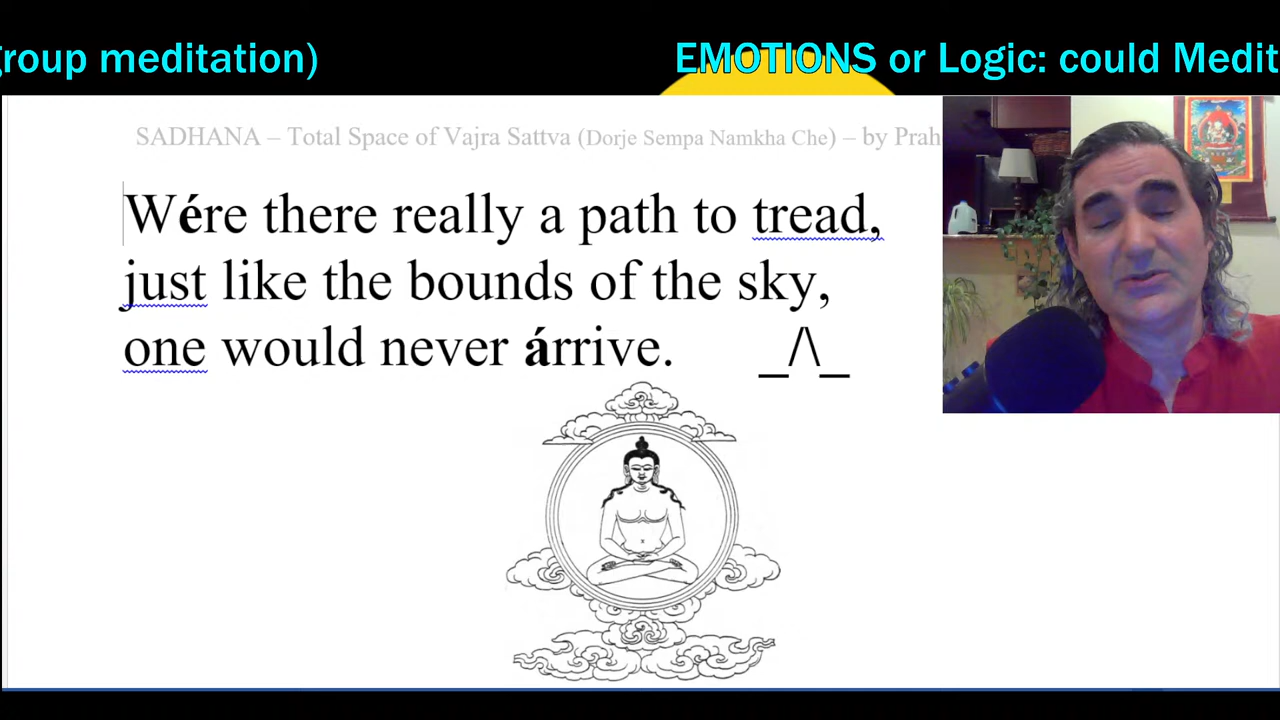 group meditation) EMOTIONS or Logic: could Medit
SADHANA – Total Space of Vajra Sattva (Dorje Sempa Namkha Che) – by Prah
Wére there really a path to tread,
just like the bounds of the sky,
one would never árrive. _/\_